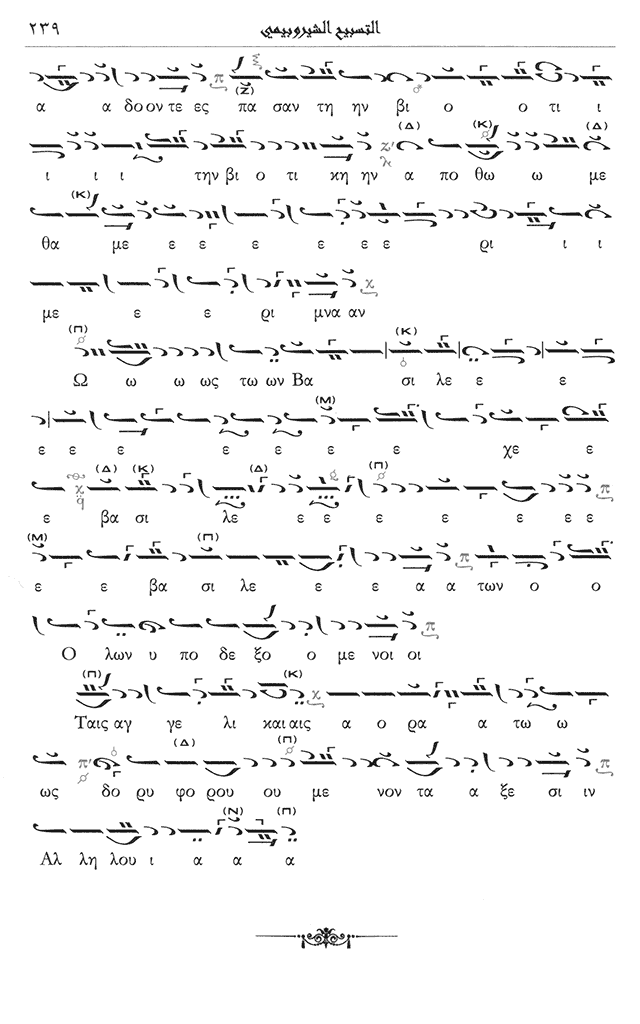 التسبيح الشيروبيمي ٢٣٩
α α δο ον τε ες πα σαν τη ην βι ο ο τι ι
ι ι ι την βι ο τι κη ην α πο θω ω με
θα με ε ε ε ε ε ε ρι ι ι
με ε ε ρι μνα αν
Ω ω ω ως τω ων Βα σι λε ε ε
ε ε ε ε ε ε ε χε ε
ε βα σι λε ε ε ε ε ε ε ε
ε ε βα σι λε ε ε α α των ο ο
Ο λων υ πο δε ξο ο με νοι οι
Ταις αγ γε λι και αις α ο ρα α τω ω
ως δο ρυ φο ρου ου με νον τα α ξε σι ιν
Αλ λη λου ι α α α